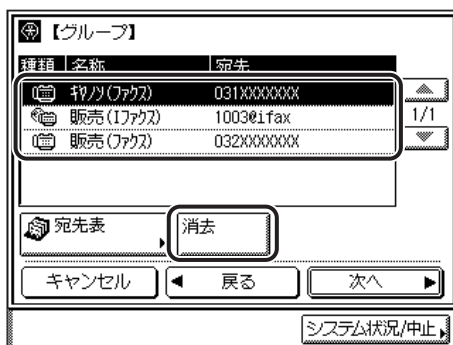 【グループ】
種類 名称 宛先
キヤノン(ファクス) 031XXXXXXX
販売(Iファクス) 1003@ifax
販売(ファクス) 032XXXXXXX
1/1
宛先表 消去
キャンセル ◀ 戻る 次へ ▶
システム状況/中止